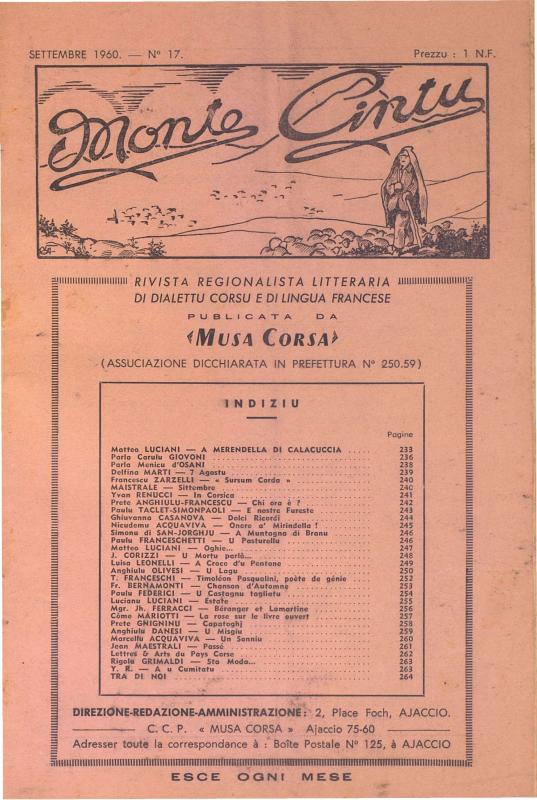 SETTEMBRE 1960. — N° 17. Prezzu : 1 N.F.
Monte Cintu
RIVISTA REGIONALISTA LITTERARIA
DI DIALETTU CORSU E DI LINGUA FRANCESE
PUBLICATA DA
«MUSA CORSA»
(ASSUCIAZIONE DICCHIARATA IN PREFETTURA N° 250.59)
INDIZIU
Pagine
Matteo LUCIANI — A MERENDELLA DI CALACUCCIA ..... 233
Parla Carulu GIOVONI ..... 236
Parla Menicu d'OSANI ..... 238
Delfina MARTI — 7 Agostu ..... 239
Francescu ZARZELLI — « Sursum Corda » ..... 240
MAISTRALE — Sittembre ..... 240
Yvan RENUCCI — In Corsica ..... 241
Prete ANGHIULU-FRANCESCU — Chi ora è ? ..... 242
Paulu TACLET-SIMONPAOLI — E nostre Fureste ..... 243
Ghiuvanna CASANOVA — Dolci Ricordi ..... 244
Nicudemu ACQUAVIVA — Onore a' Mirindella ! ..... 245
Simonu di SAN-JORGHJU — A Muntagna di Branu ..... 246
Paulu FRANCESCHETTI — U Pasturellu ..... 246
Matteo LUCIANI — Oghie... ..... 247
J. CORIZZI — U Mortu parlò... ..... 248
Luisa LEONELLI — A Croce d'u Pentone ..... 249
Anghiulu OLIVESI — U Lagu ..... 250
T. FRANCESCHI — Timoléon Pasqualini, poète de génie ..... 252
Fr. BERNAMONTI — Chanson d'Automne ..... 253
Paulu FEDERICI — U Castagnu tagliatu ..... 254
Lucianu LUCIANI — Estate ..... 255
Mgr. Jh. FERRACCI — Béranger et Lamartine ..... 256
Côme MARIOTTI — La rose sur le livre ouvert ..... 257
Prete GHIGNINU — Capatoghj ..... 258
Anghiulu DANESI — U Misgiu ..... 259
Marcellu ACQUAVIVA — Un Sonniu ..... 260
Jean MAESTRALI — Passé ..... 261
Lettres & Arts du Pays Corse ..... 262
Rigolu GRIMALDI — Sta Moda... ..... 263
Y. R. — A u Cumitatu ..... 263
TRA DI NOI ..... 264
DIREZIONE-REDAZIONE-AMMINISTRAZIONE : 2, Place Foch, AJACCIO.
C. C. P. « MUSA CORSA » Ajaccio 75-60
Adresser toute la correspondance à : Boîte Postale N° 125, à AJACCIO
ESCE OGNI MESE